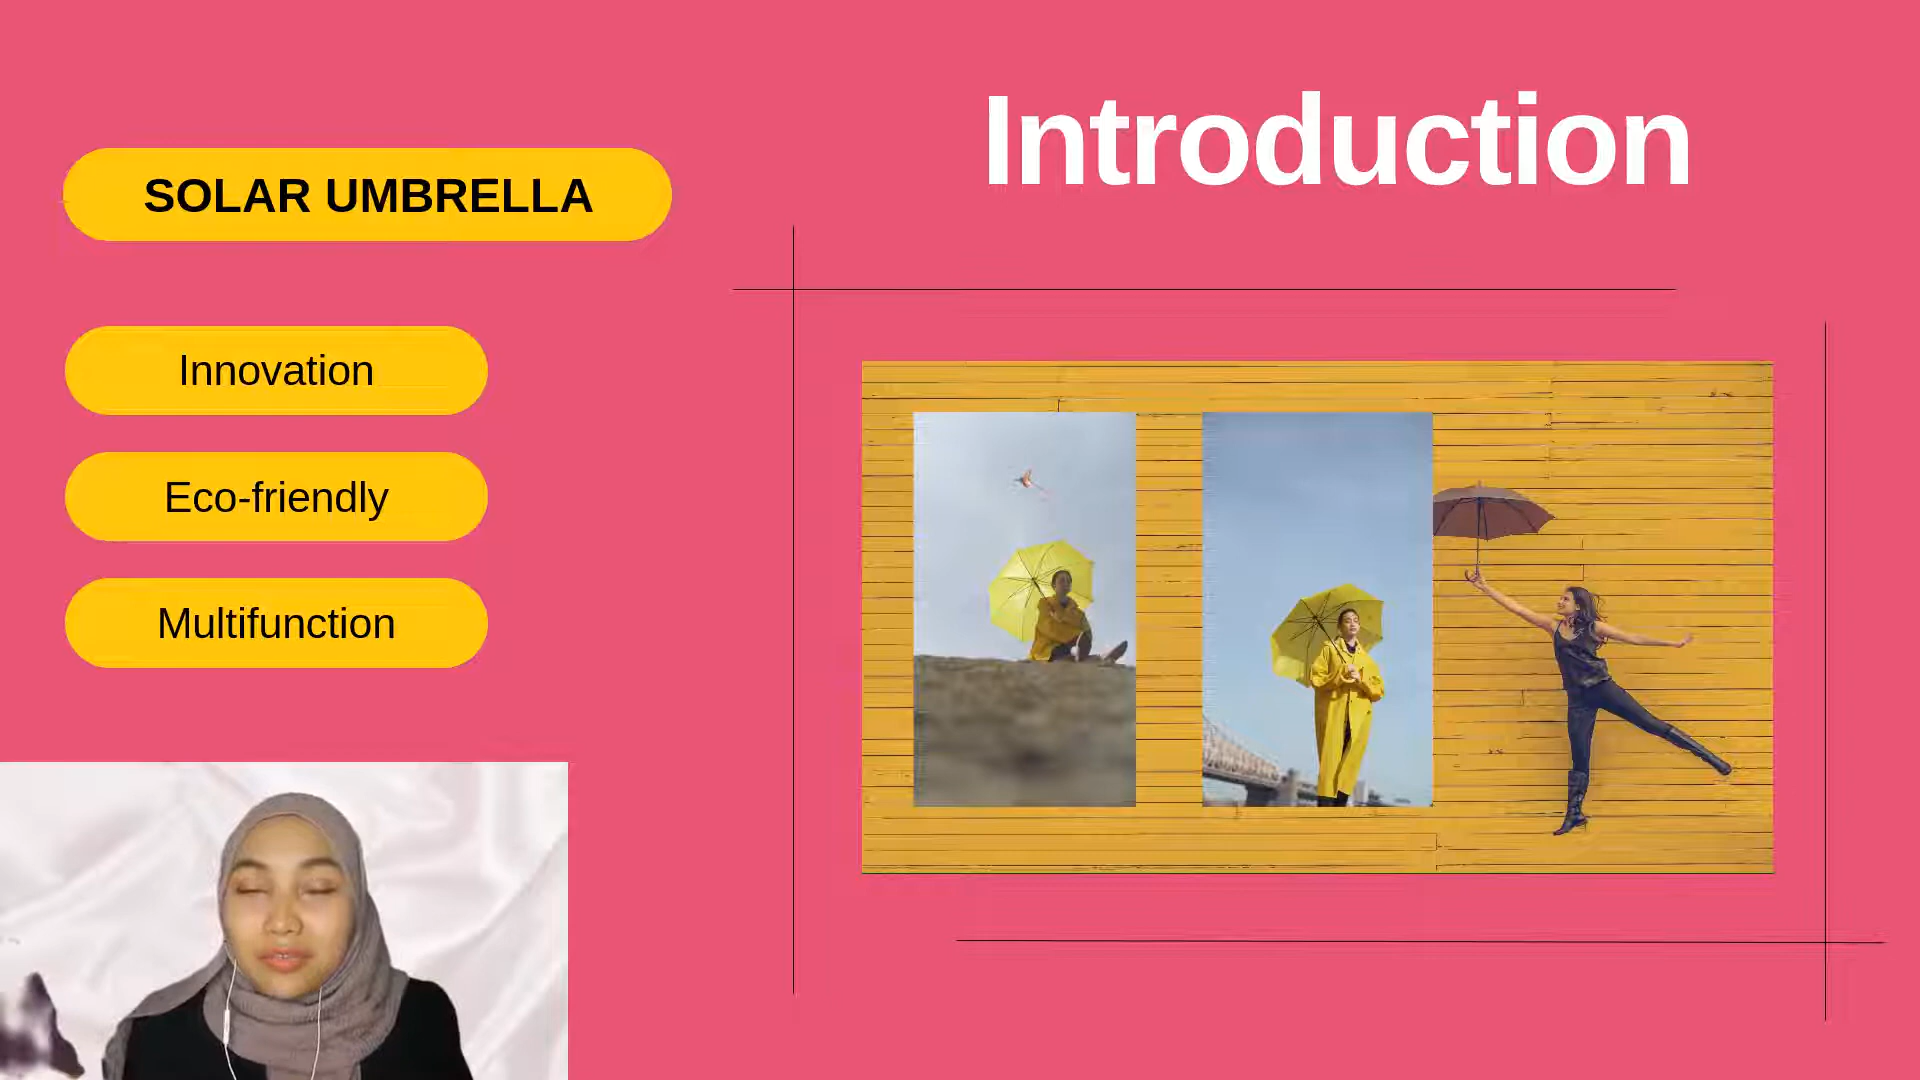 Introduction
SOLAR UMBRELLA
Innovation
Eco-friendly
Multifunction